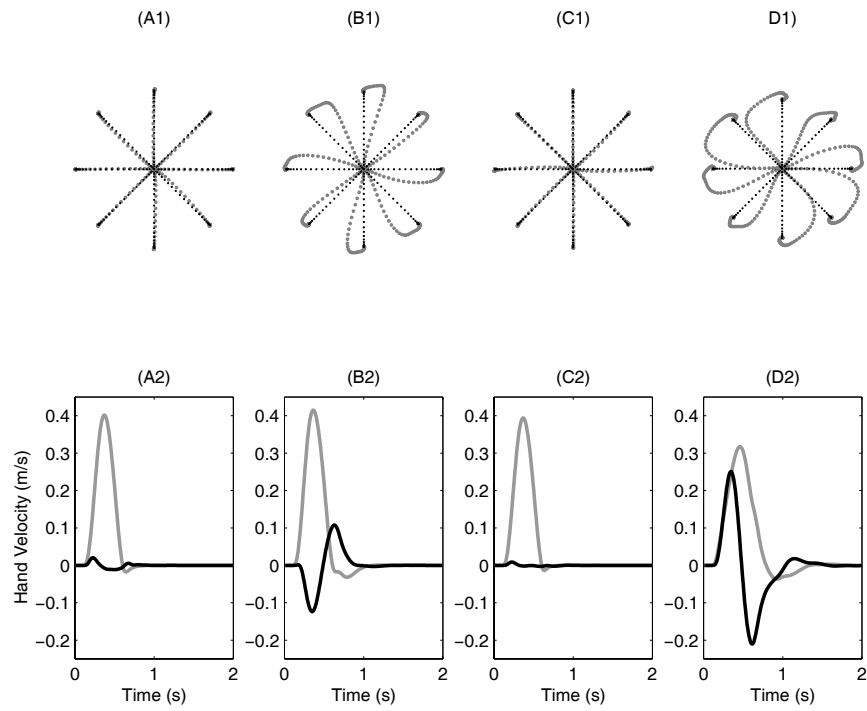 (A1) (B1) (C1) D1)
(A2) (B2) (C2) (D2)
Hand Velocity (m/s)
0.4 0.4 0.4 0.4
0.3 0.3 0.3 0.3
0.2 0.2 0.2 0.2
0.1 0.1 0.1 0.1
0 0 0 0
−0.1 −0.1 −0.1 −0.1
−0.2 −0.2 −0.2 −0.2
0 1 2 0 1 2 0 1 2 0 1 2
Time (s) Time (s) Time (s) Time (s)